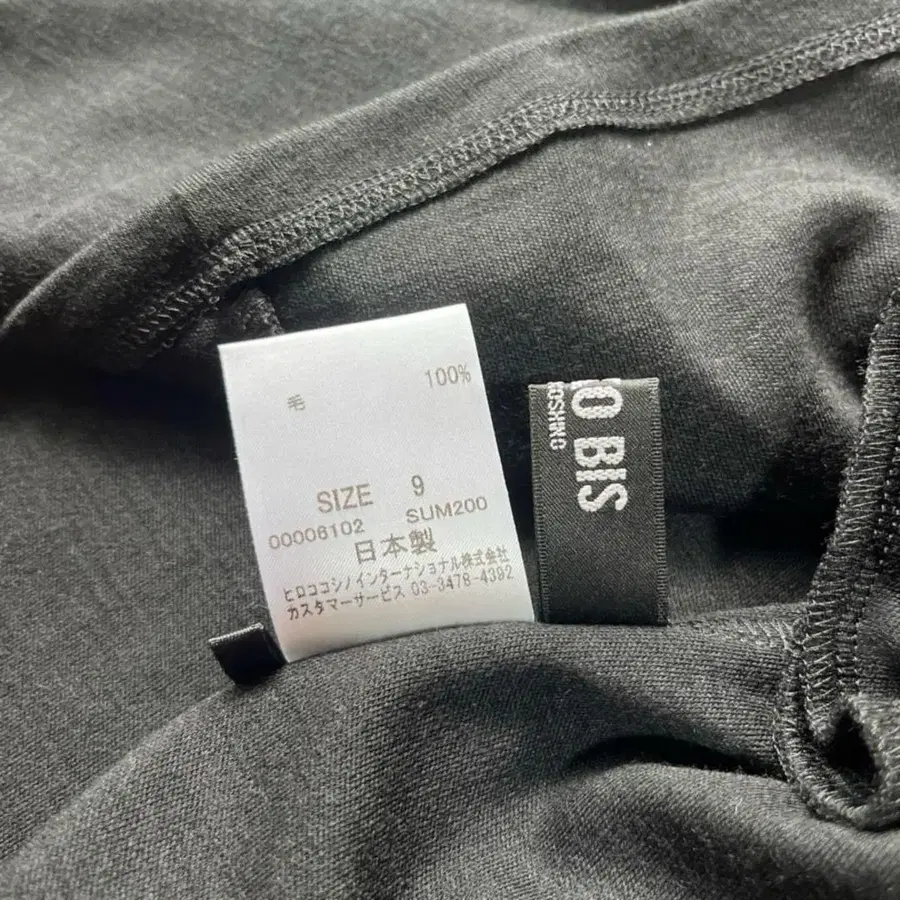 毛 100%
SIZE 9
00006102 SUM200
日本製
ヒロココシノインターナショナル株式会社
カスタマーサービス 03-3478-4392
BIS